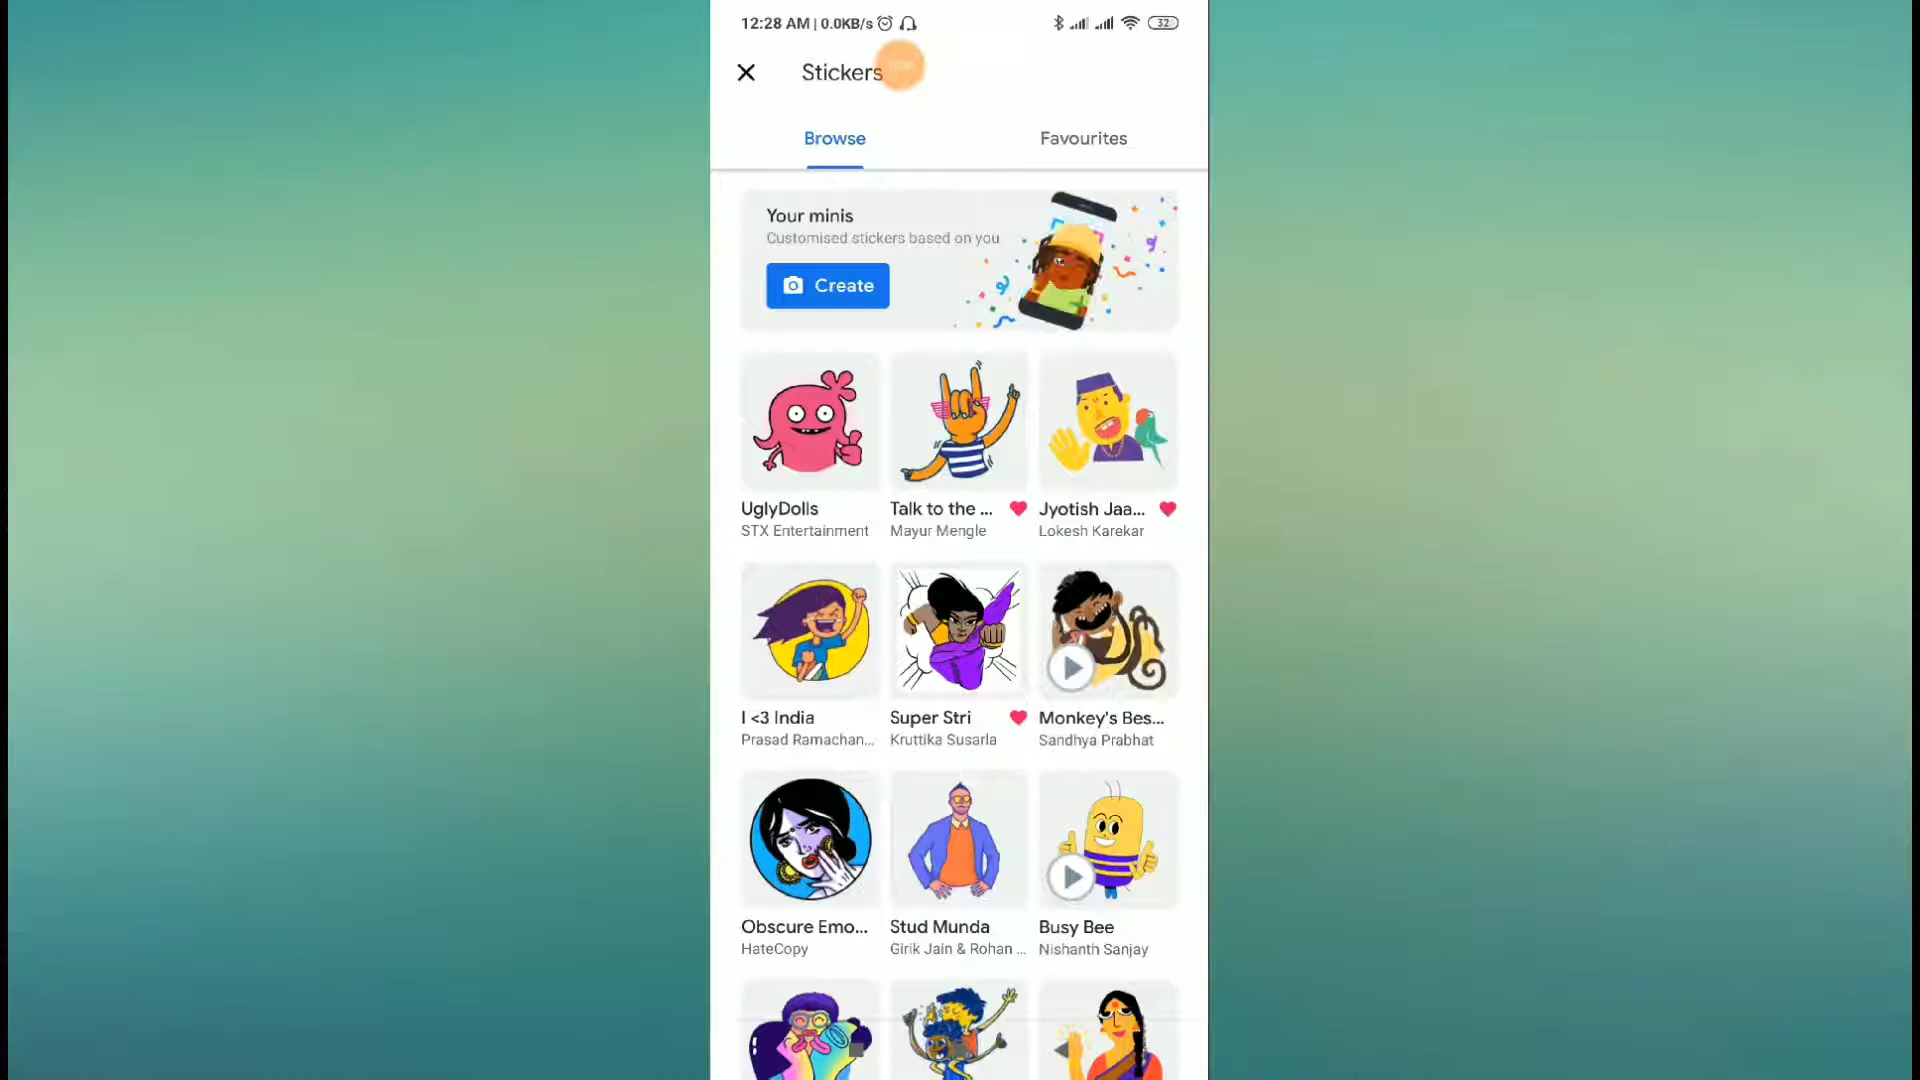 12:28 AM | 0.0KB/s
32
Stickers
Browse
Favourites
Your minis
Customised stickers based on you
Create
UglyDolls
STX Entertainment
Talk to the ...
Mayur Mengle
Jyotish Jaa...
Lokesh Karekar
I <3 India
Prasad Ramachan...
Super Stri
Kruttika Susarla
Monkey's Bes...
Sandhya Prabhat
Obscure Emo...
HateCopy
Stud Munda
Girik Jain & Rohan ...
Busy Bee
Nishanth Sanjay